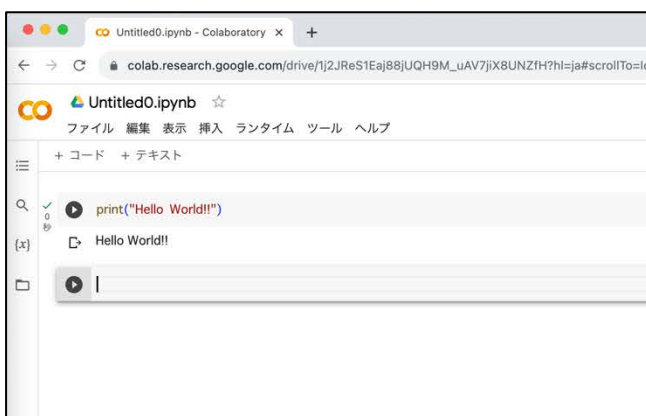 Untitled0.ipynb - Colaboratory
colab.research.google.com/drive/1j2JReS1Eaj88jUQH9M_uAV7jiX8UNZfH?hl=ja#scrollTo=
CO Untitled0.ipynb
ファイル 編集 表示 挿入 ランタイム ツール ヘルプ
+ コード + テキスト
print("Hello World!!")
0
秒
{x}
Hello World!!